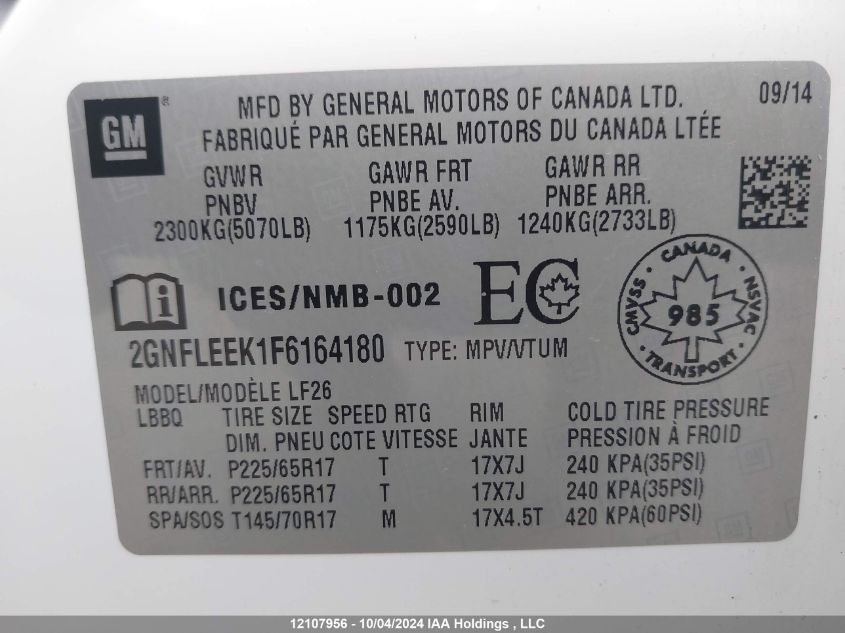 GM ®
MFD BY GENERAL MOTORS OF CANADA LTD. 09/14
FABRIQUÉ PAR GENERAL MOTORS DU CANADA LTÉE
GVWR GAWR FRT GAWR RR
PNBV PNBE AV. PNBE ARR.
2300KG(5070LB) 1175KG(2590LB) 1240KG(2733LB)
i ICES/NMB-002 EC
CANADA CMVSS NSVAC 985 TRANSPORT
2GNFLEEK1F6164180 TYPE: MPV/VTUM
MODEL/MODÈLE LF26
LBBQ TIRE SIZE SPEED RTG RIM COLD TIRE PRESSURE
DIM. PNEU COTE VITESSE JANTE PRESSION À FROID
FRT/AV. P225/65R17 T 17X7J 240 KPA(35PSI)
RR/ARR. P225/65R17 T 17X7J 240 KPA(35PSI)
SPA/SOS T145/70R17 M 17X4.5T 420 KPA(60PSI)
12107956 - 10/04/2024 IAA Holdings , LLC